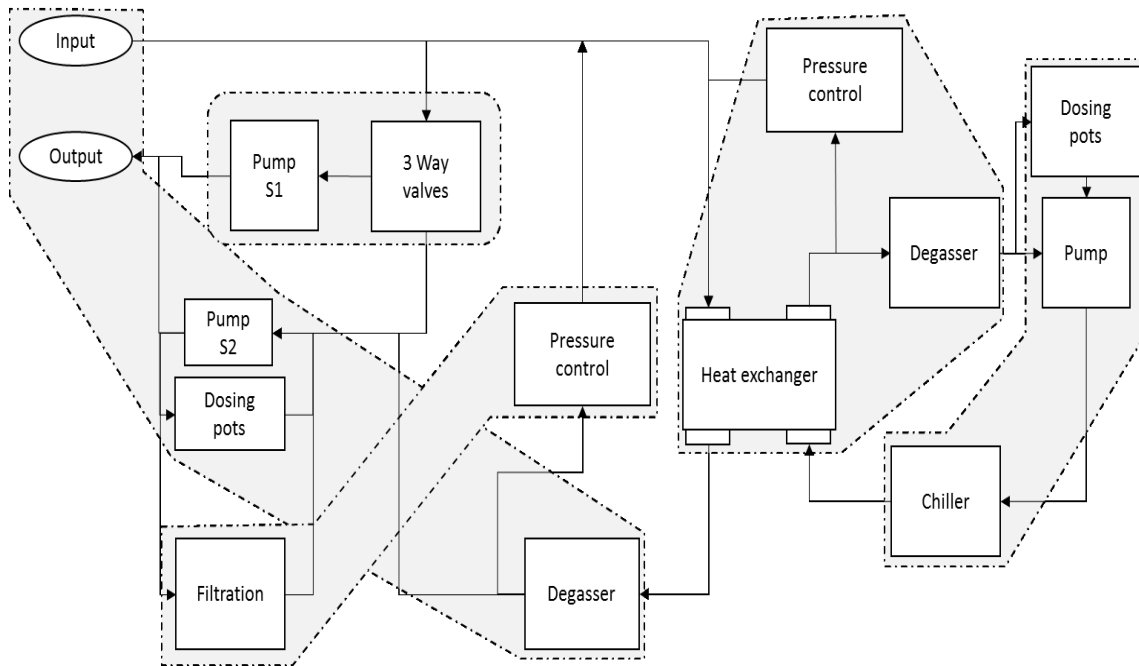 Input
Pressure
control
Dosing
pots
Output
Pump
S1
3 Way
valves
Degasser
Pump
Pump
S2
Pressure
control
Heat exchanger
Dosing
pots
Chiller
Filtration
Degasser